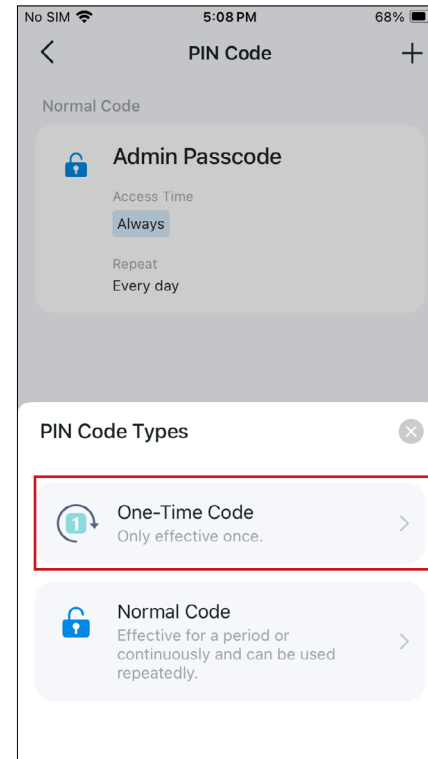 No SIM 5:08 PM 68%
PIN Code
Normal Code
Admin Passcode
Access Time
Always
Repeat
Every day
PIN Code Types
1
One-Time Code
Only effective once.
Normal Code
Effective for a period or
continuously and can be used
repeatedly.